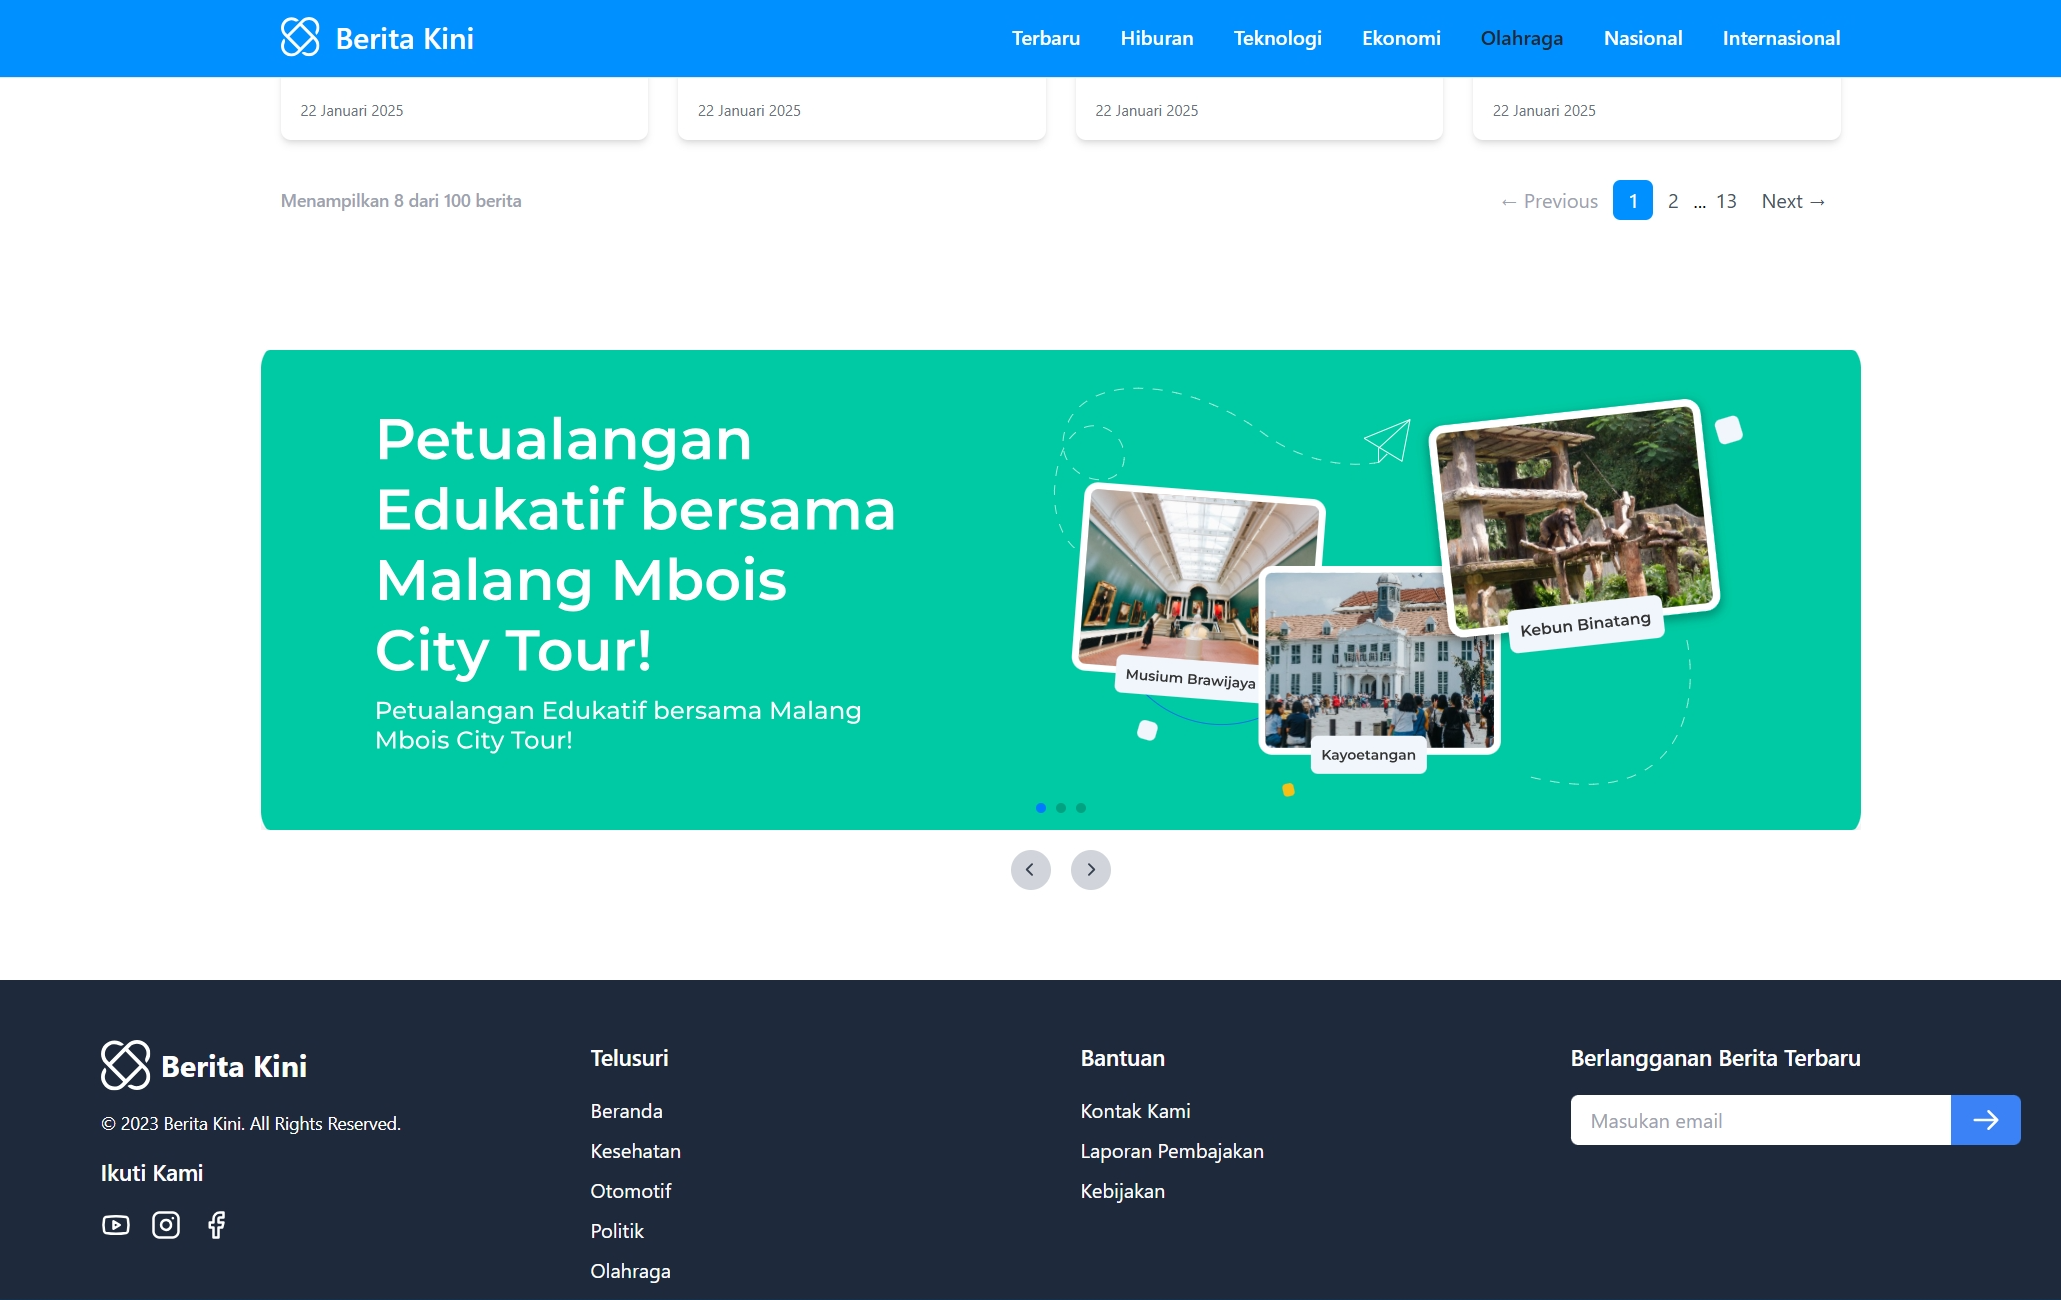 Berita Kini
Terbaru Hiburan Teknologi Ekonomi Olahraga Nasional Internasional
22 Januari 2025 22 Januari 2025 22 Januari 2025 22 Januari 2025
Menampilkan 8 dari 100 berita
← Previous 1 2 ... 13 Next →
Petualangan
Edukatif bersama
Malang Mbois
City Tour!
Petualangan Edukatif bersama Malang
Mbois City Tour!
Musium Brawijaya
Kayoetangan
Kebun Binatang
Berita Kini
© 2023 Berita Kini. All Rights Reserved.
Ikuti Kami
Telusuri
Beranda
Kesehatan
Otomotif
Politik
Olahraga
Bantuan
Kontak Kami
Laporan Pembajakan
Kebijakan
Berlangganan Berita Terbaru
Masukan email